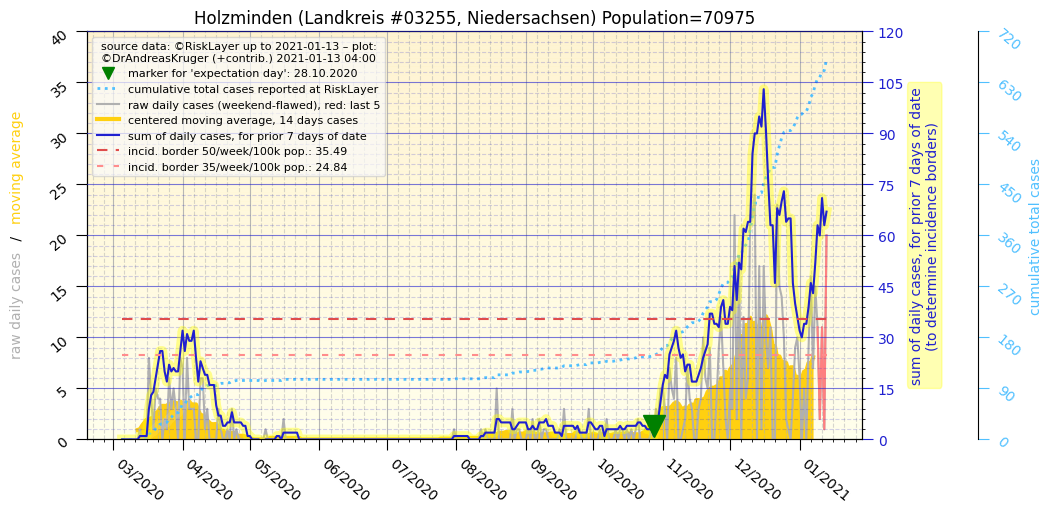 Holzminden (Landkreis #03255, Niedersachsen) Population=70975
source data: ©RiskLayer up to 2021-01-13 – plot:
©DrAndreasKruger (+contrib.) 2021-01-13 04:00
marker for 'expectation day': 28.10.2020
cumulative total cases reported at RiskLayer
raw daily cases (weekend-flawed), red: last 5
centered moving average, 14 days cases
sum of daily cases, for prior 7 days of date
incid. border 50/week/100k pop.: 35.49
incid. border 35/week/100k pop.: 24.84
raw daily cases / moving average
40
35
30
25
20
15
10
5
0
120
105
90
75
60
45
30
15
0
sum of daily cases, for prior 7 days of date
(to determine incidence borders)
720
630
540
450
360
270
180
90
0
cumulative total cases
03/2020
04/2020
05/2020
06/2020
07/2020
08/2020
09/2020
10/2020
11/2020
12/2020
01/2021